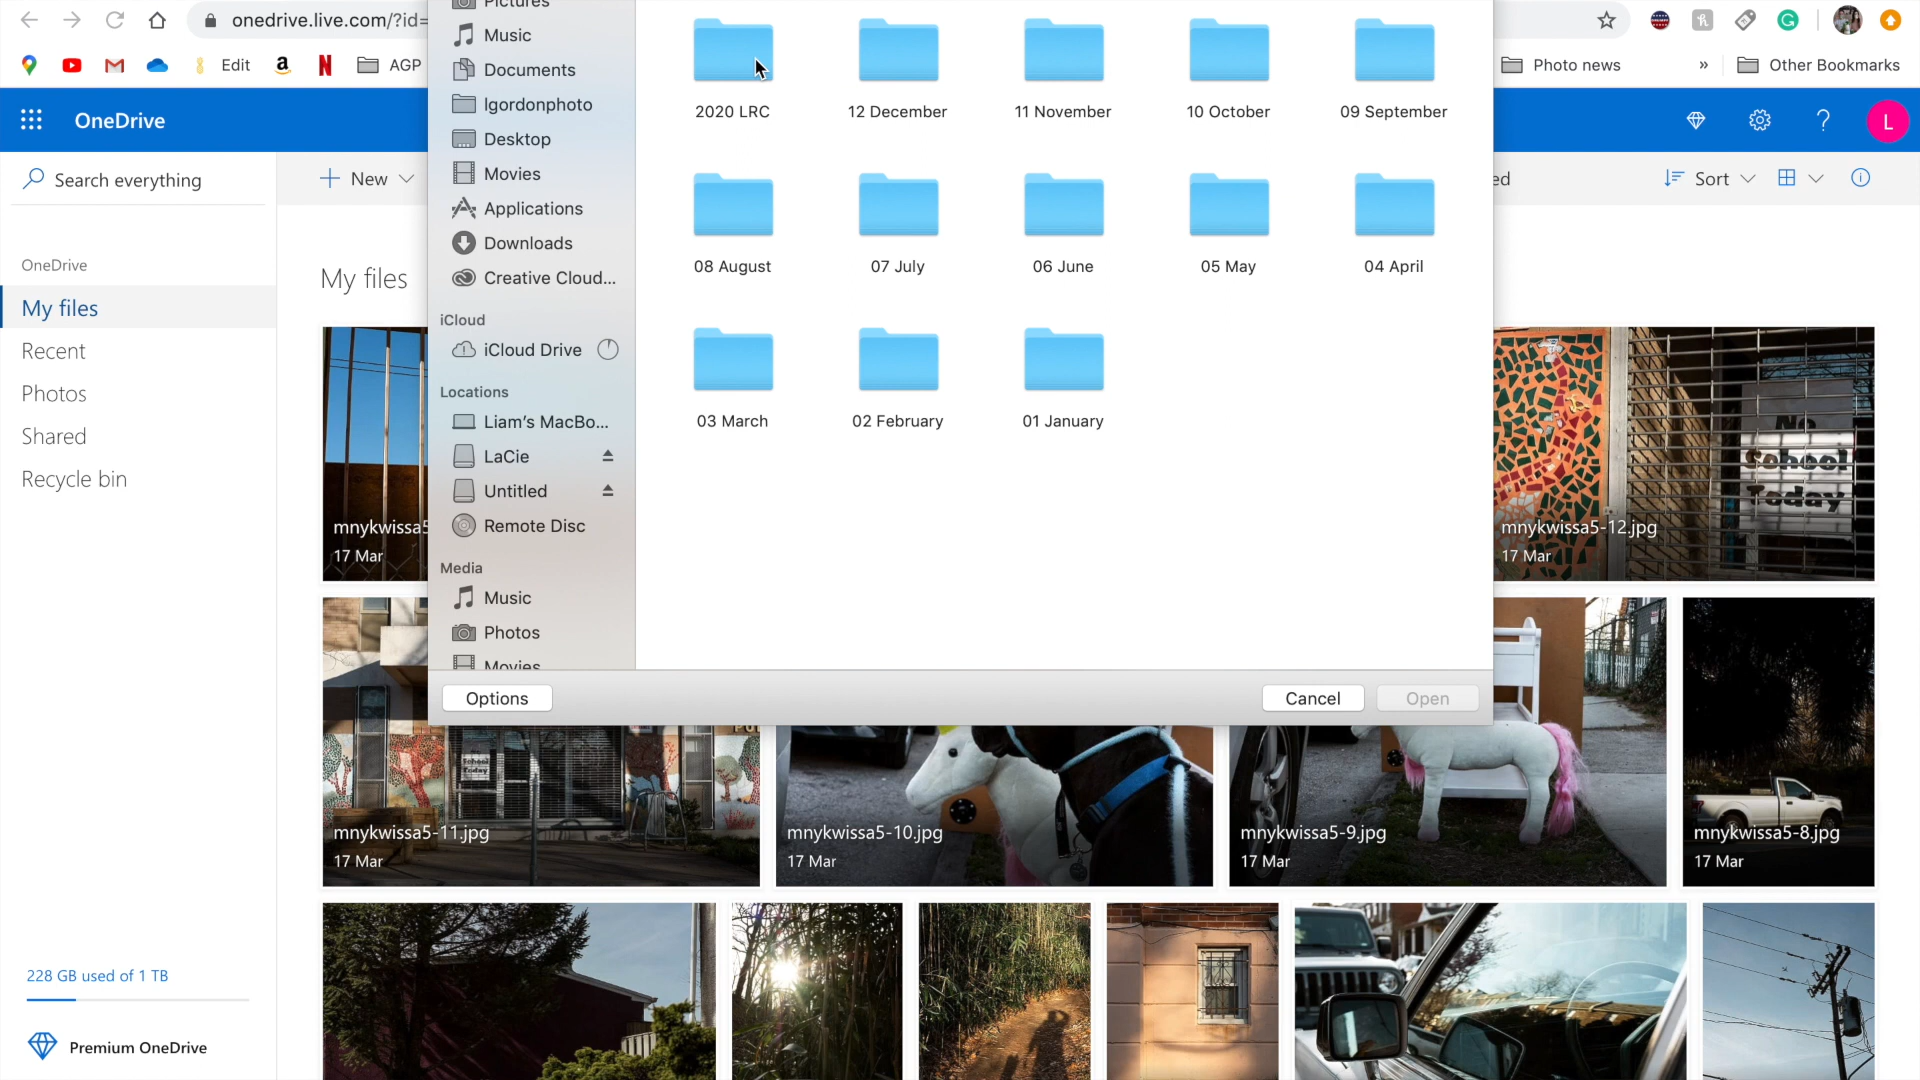 onedrive.live.com/?id=
Edit
AGP
Photo news
»
Other Bookmarks
OneDrive
L
Search everything
New
Sort
OneDrive
My files
Recent
Photos
Shared
Recycle bin
228 GB used of 1 TB
Premium OneDrive
My files
Pictures
Music
Documents
lgordonphoto
Desktop
Movies
Applications
Downloads
Creative Cloud...
iCloud
iCloud Drive
Locations
Liam's MacBo...
LaCie
Untitled
Remote Disc
Media
Music
Photos
Movies
2020 LRC
12 December
11 November
10 October
09 September
08 August
07 July
06 June
05 May
04 April
03 March
02 February
01 January
Options
Cancel
Open
mnykwissa5
17 Mar
No
School
Today
mnykwissa5-12.jpg
17 Mar
School
Today
mnykwissa5-11.jpg
17 Mar
mnykwissa5-10.jpg
17 Mar
mnykwissa5-9.jpg
17 Mar
mnykwissa5-8.jpg
17 Mar